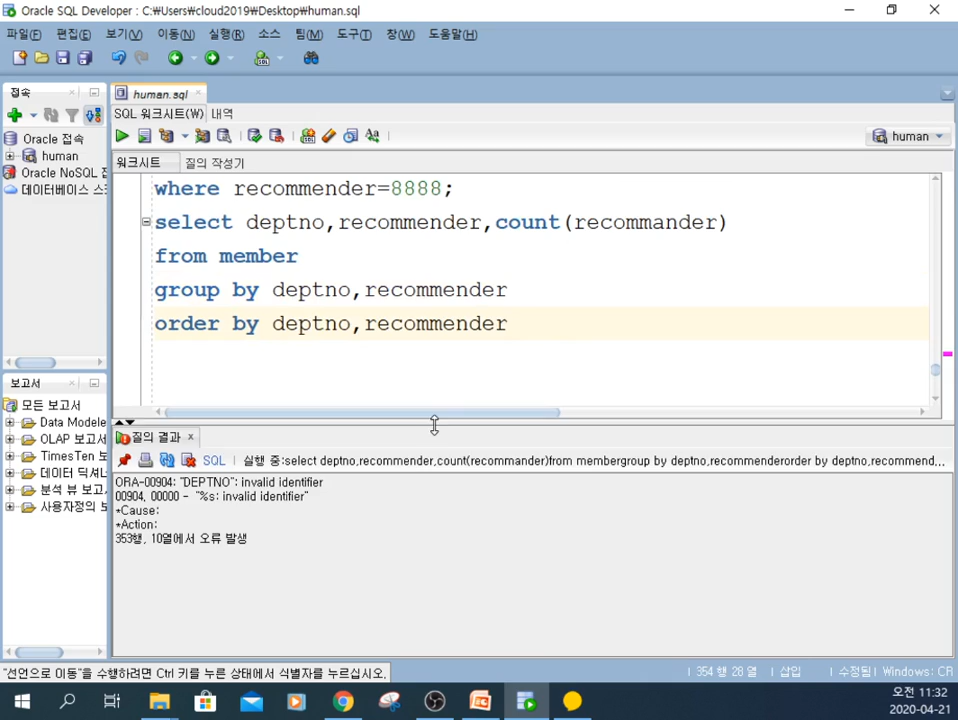 Oracle SQL Developer : C:₩Users₩cloud2019₩Desktop₩human.sql
파일(F) 편집(E) 보기(V) 이동(N) 실행(R) 소스 팀(M) 도구(T) 창(W) 도움말(H)
접속
human.sql
SQL 워크시트(W) 내역
human
워크시트 질의 작성기
Oracle 접속
human
Oracle NoSQL 접
데이터베이스 스
where recommender=8888;
select deptno,recommender,count(recommander)
from member
group by deptno,recommender
order by deptno,recommender
보고서
모든 보고서
Data Modele
OLAP 보고서
TimesTen 보
데이터 딕셔너
분석 뷰 보고
사용자정의 보
질의 결과
SQL 실행 중:select deptno,recommender,count(recommander)from membergroup by deptno,recommenderorder by deptno,recommend,...
ORA-00904: "DEPTNO": invalid identifier
00904, 00000 - "%s: invalid identifier"
*Cause:
*Action:
353행, 10열에서 오류 발생
"선언으로 이동"을 수행하려면 Ctrl 키를 누른 상태에서 식별자를 누르십시오.
354 행 28 열 삽입 수정됨 Windows: CR
오전 11:32
2020-04-21